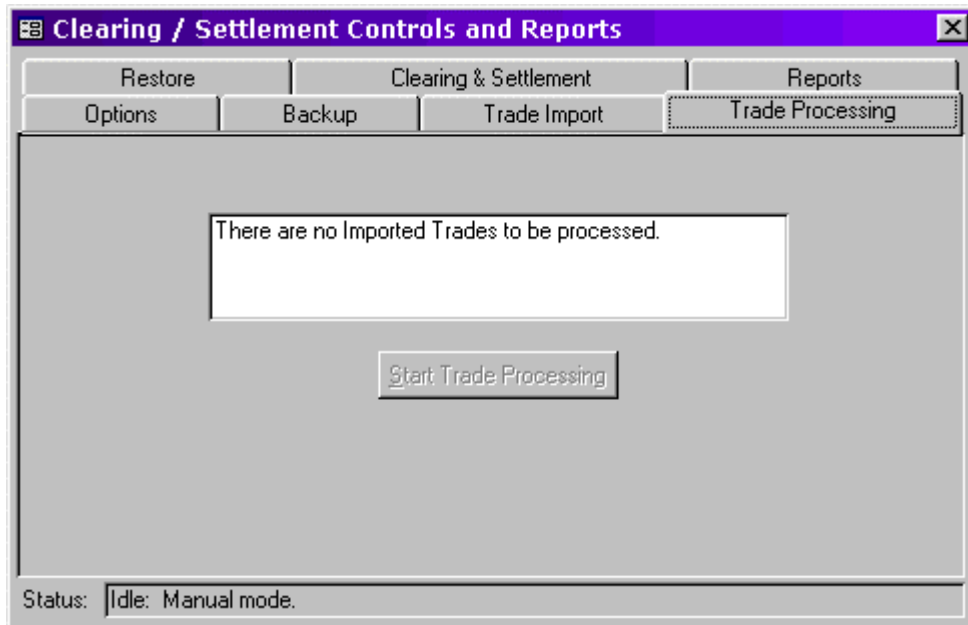 Clearing / Settlement Controls and Reports
Restore Clearing & Settlement Reports
Options Backup Trade Import Trade Processing
There are no Imported Trades to be processed.
Start Trade Processing
Status: Idle: Manual mode.